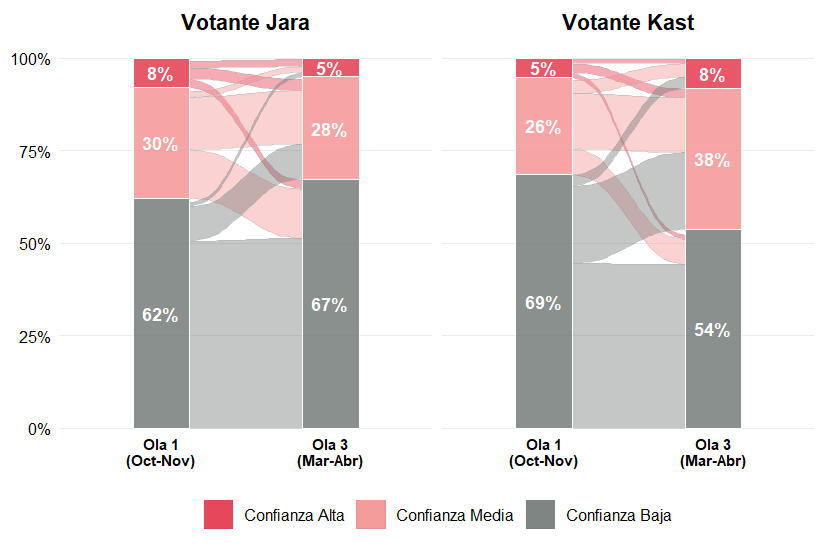 Votante Jara
Votante Kast
100%
75%
50%
25%
0%
8%
30%
62%
5%
28%
67%
5%
26%
69%
8%
38%
54%
Ola 1
(Oct-Nov)
Ola 3
(Mar-Abr)
Ola 1
(Oct-Nov)
Ola 3
(Mar-Abr)
Confianza Alta
Confianza Media
Confianza Baja